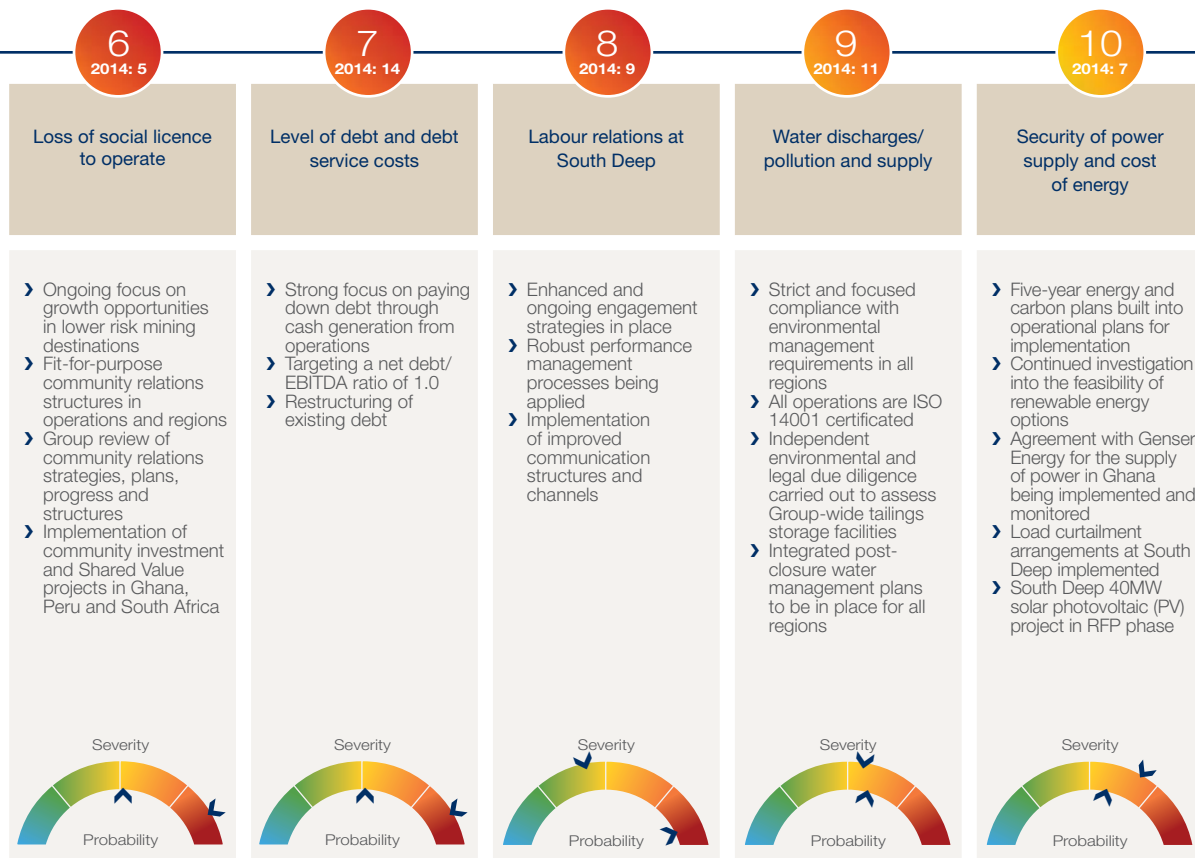 6
2014: 5
Loss of social licence
to operate
❯ Ongoing focus on
growth opportunities
in lower risk mining
destinations
❯ Fit-for-purpose
community relations
structures in
operations and regions
❯ Group review of
community relations
strategies, plans,
progress and
structures
❯ Implementation of
community investment
and Shared Value
projects in Ghana,
Peru and South Africa
Severity
Probability
7
2014: 14
Level of debt and debt
service costs
❯ Strong focus on paying
down debt through
cash generation from
operations
❯ Targeting a net debt/
EBITDA ratio of 1.0
❯ Restructuring of
existing debt
Severity
Probability
8
2014: 9
Labour relations at
South Deep
❯ Enhanced and
ongoing engagement
strategies in place
❯ Robust performance
management
processes being
applied
❯ Implementation
of improved
communication
structures and
channels
Severity
Probability
9
2014: 11
Water discharges/
pollution and supply
❯ Strict and focused
compliance with
environmental
management
requirements in all
regions
❯ All operations are ISO
14001 certificated
❯ Independent
environmental and
legal due diligence
carried out to assess
Group-wide tailings
storage facilities
❯ Integrated post-
closure water
management plans
to be in place for all
regions
Severity
Probability
10
2014: 7
Security of power
supply and cost
of energy
❯ Five-year energy and
carbon plans built into
operational plans for
implementation
❯ Continued investigation
into the feasibility of
renewable energy
options
❯ Agreement with Genser
Energy for the supply
of power in Ghana
being implemented and
monitored
❯ Load curtailment
arrangements at South
Deep implemented
❯ South Deep 40MW
solar photovoltaic (PV)
project in RFP phase
Severity
Probability